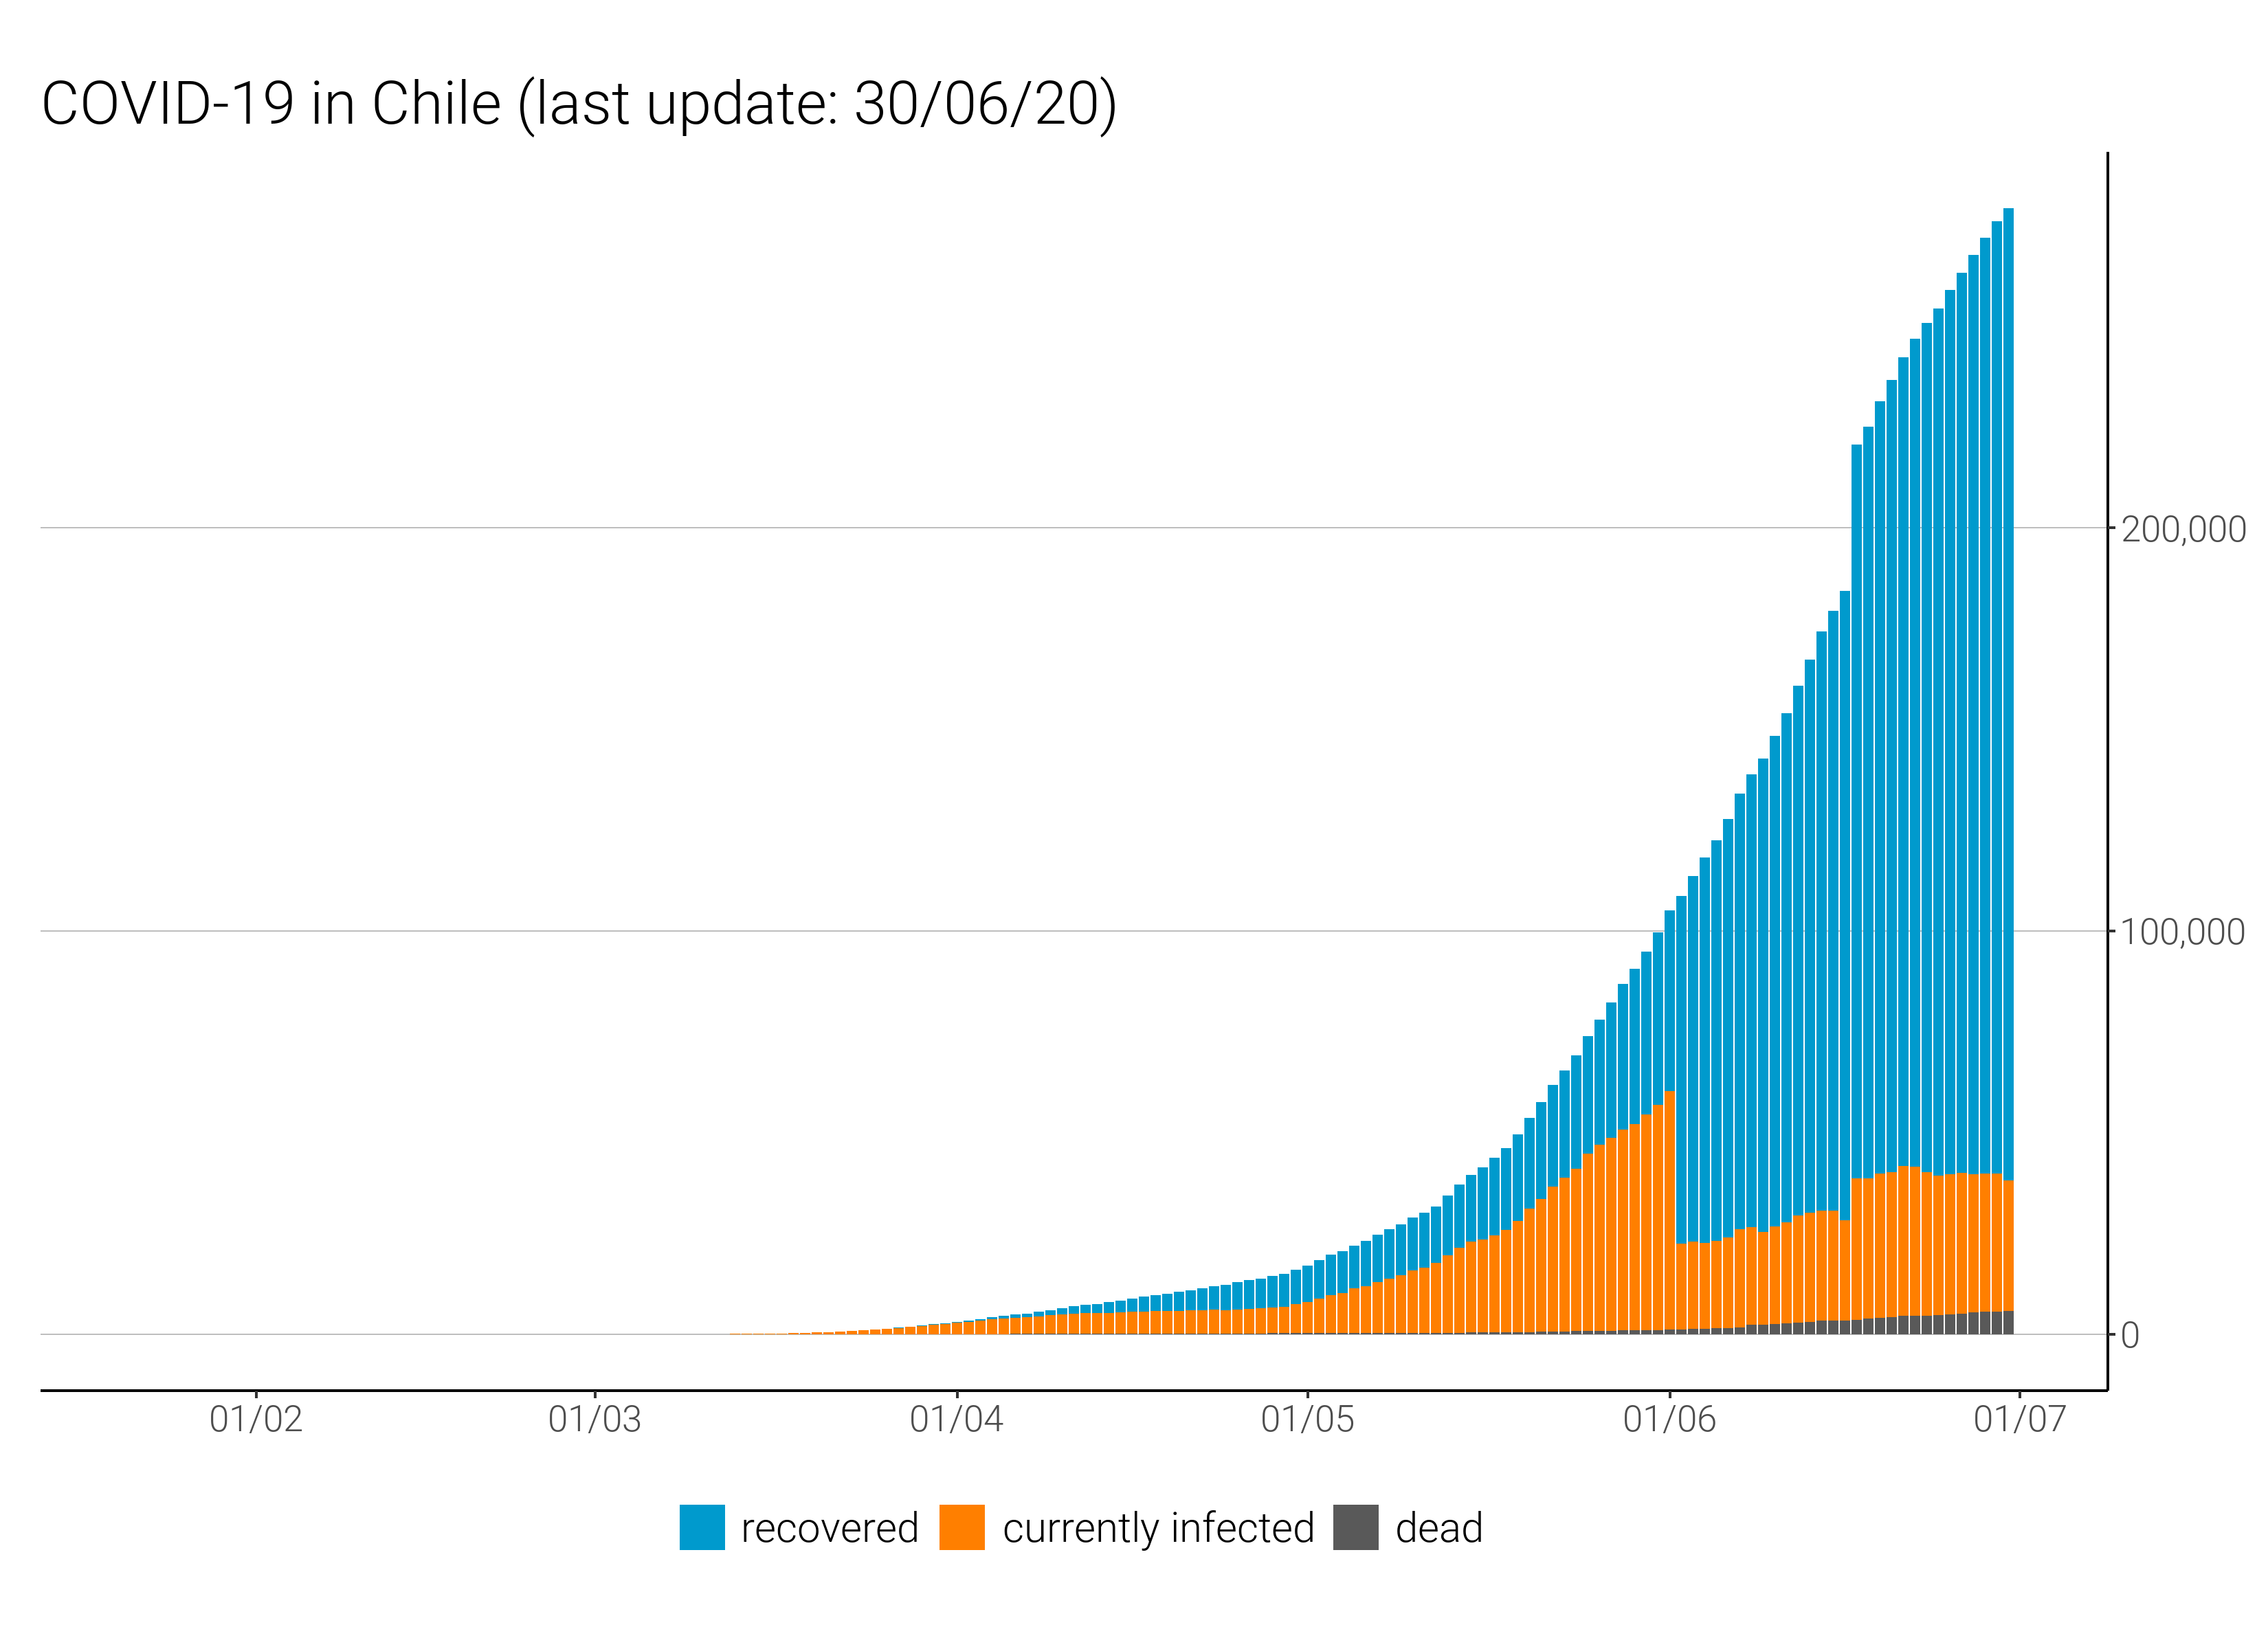 COVID-19 in Chile (last update: 30/06/20)
200,000
100,000
0
01/02 01/03 01/04 01/05 01/06 01/07
recovered currently infected dead